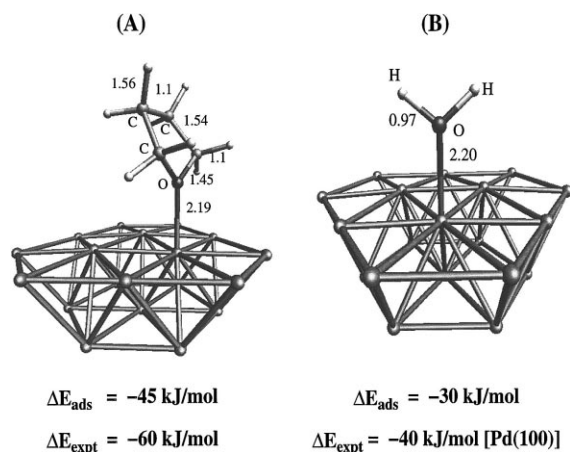 (A)
(B)
1.56
1.1
C
C
1.54
C
1.1
O
1.45
2.19
H
H
0.97
O
2.20
ΔEads = −45 kJ/mol
ΔEexpt = −60 kJ/mol
ΔEads = −30 kJ/mol
ΔEexpt = −40 kJ/mol [Pd(100)]